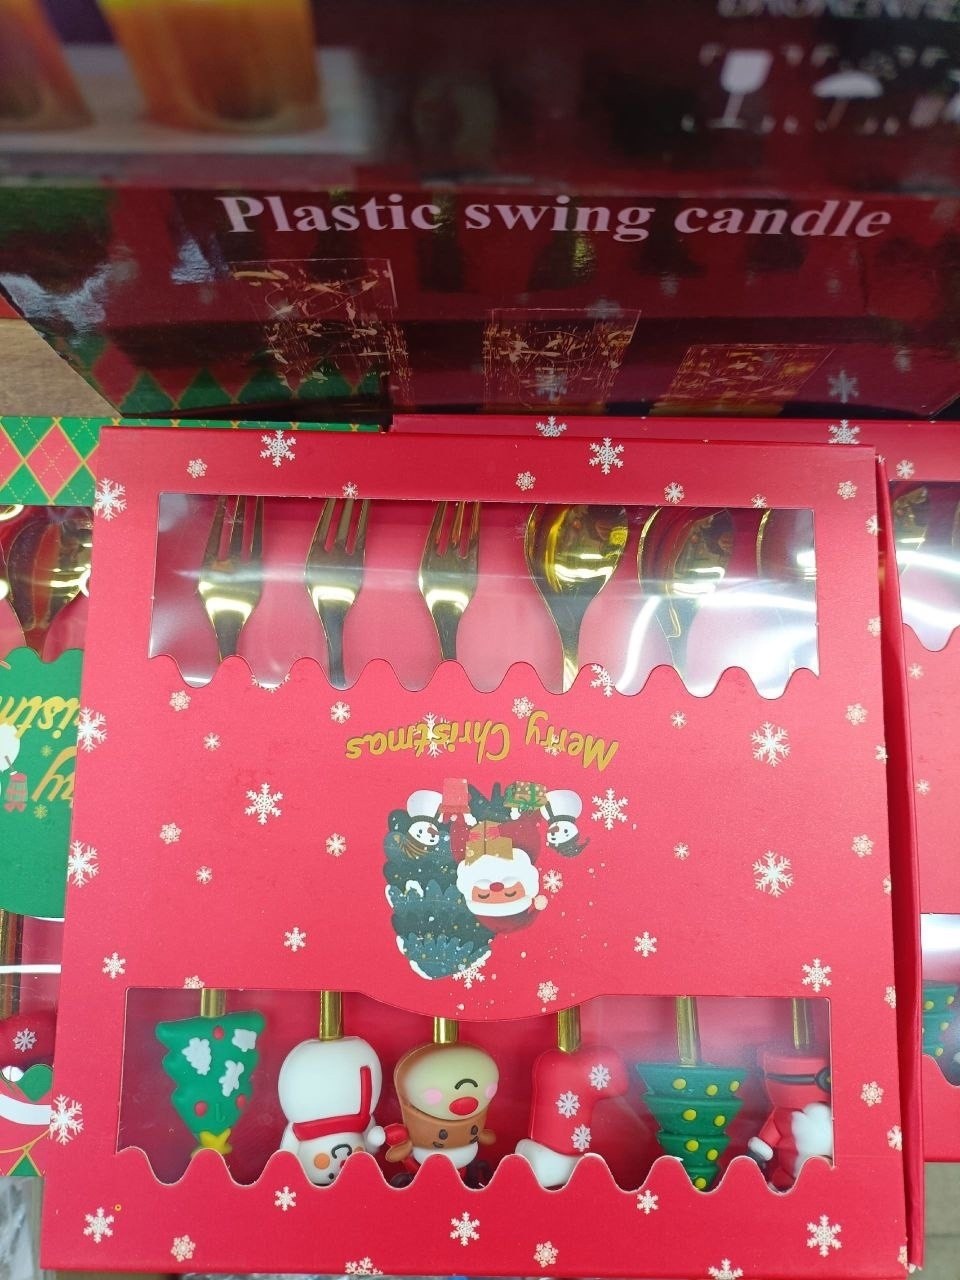 Plastic swing candle
Merry Christmas